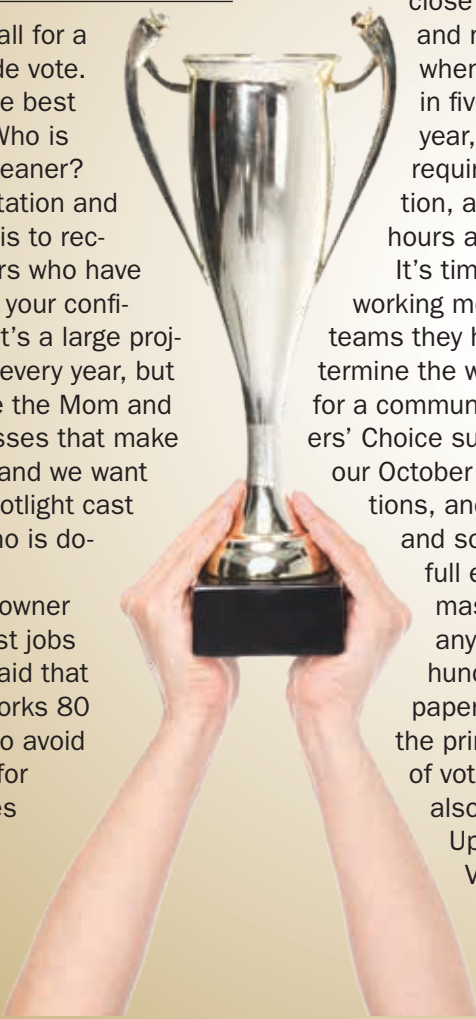 all for a
de vote.
e best
Who is
eaner?
tation and
is to rec-
rs who have
your confi-
t’s a large proj-
every year, but
e the Mom and
sses that make
and we want
otlight cast
ho is do-
owner
st jobs
aid that
orks 80
o avoid
for
es
close
and r
when
in fiv
year,
requir
tion, a
hours a
It’s tim
working mo
teams they h
termine the w
for a commun
ers’ Choice su
our October
tions, and
and so
full e
mas
any
hund
paper
the prin
of vot
also
Up
V